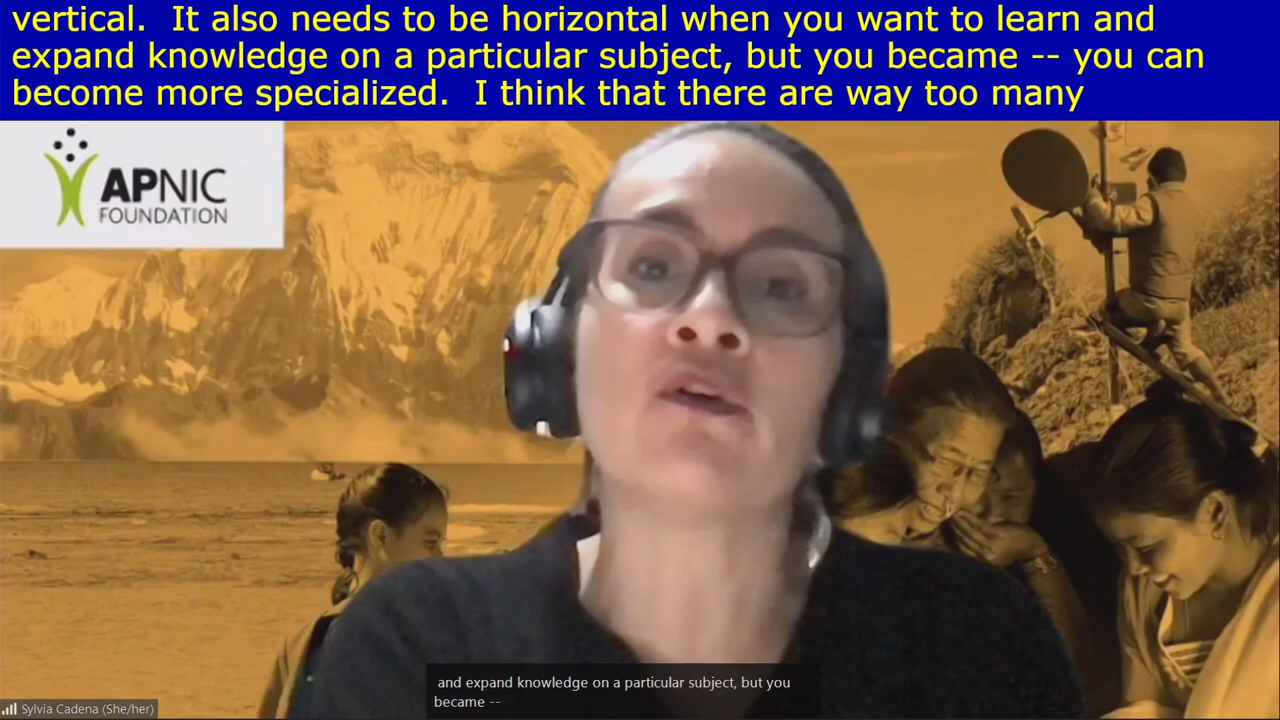 vertical.  It also needs to be horizontal when you want to learn and
expand knowledge on a particular subject, but you became -- you can
become more specialized.  I think that there are way too many
APNIC
FOUNDATION
and expand knowledge on a particular subject, but you
became --
Sylvia Cadena (She/her)